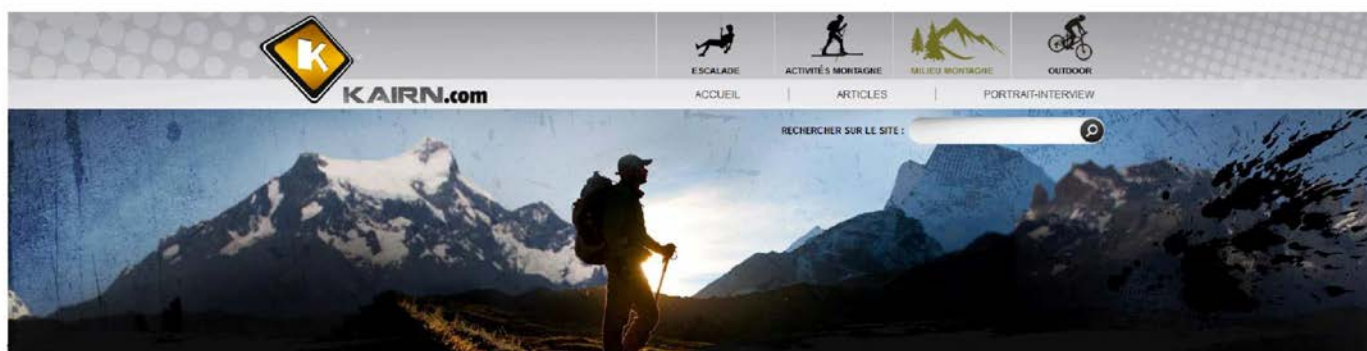 K
KAIRN.com
ESCALADE
ACTIVITÉS MONTAGNE
MILIEU MONTAGNE
OUTDOOR
ACCUEIL | ARTICLES | PORTRAIT-INTERVIEW
RECHERCHER SUR LE SITE :